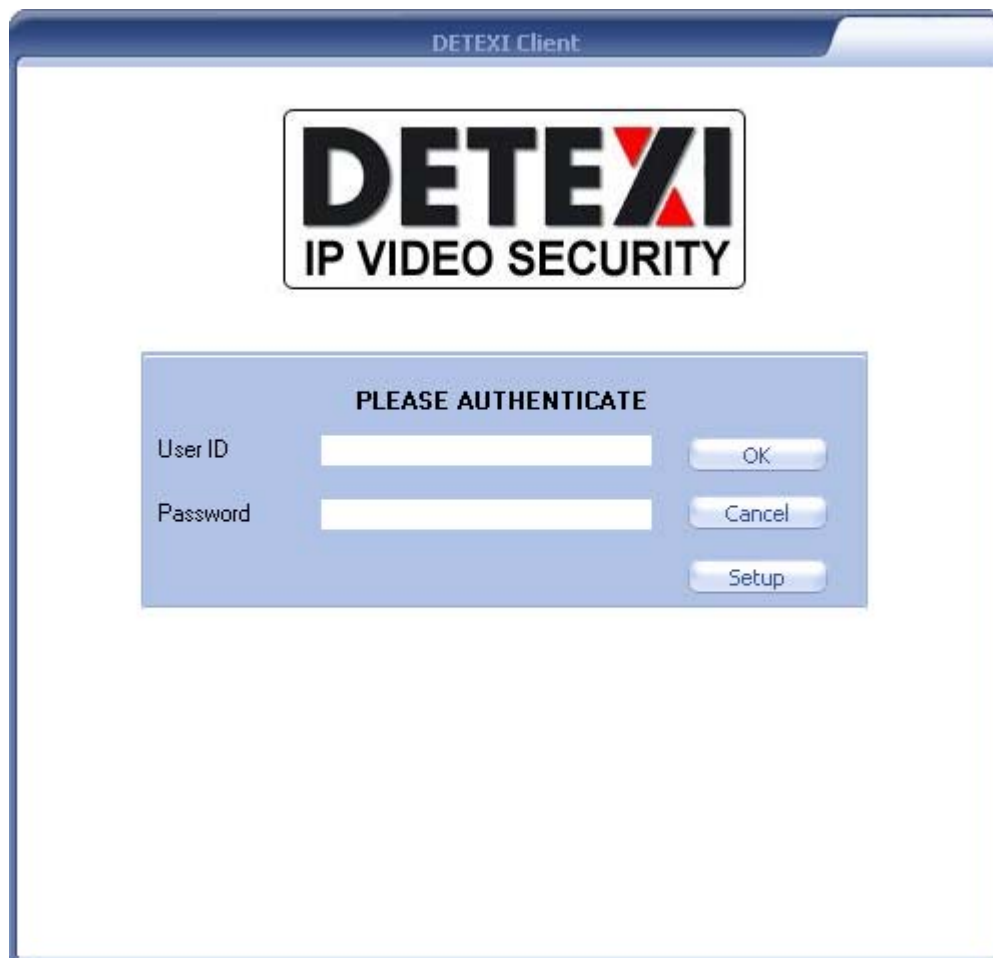 DETEXI Client
DETEXI
IP VIDEO SECURITY
PLEASE AUTHENTICATE
User ID
OK
Password
Cancel
Setup